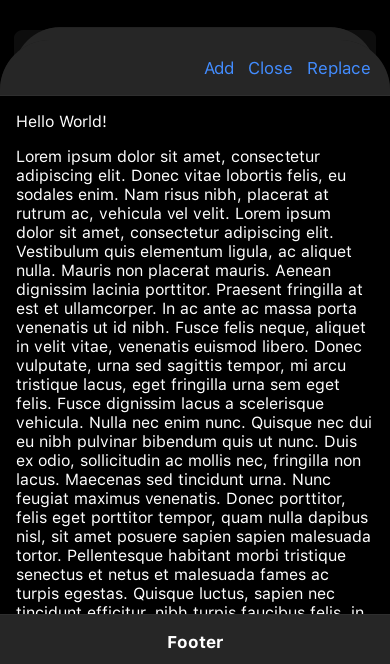 Add Close Replace
Hello World!
Lorem ipsum dolor sit amet, consectetur
adipiscing elit. Donec vitae lobortis felis, eu
sodales enim. Nam risus nibh, placerat at
rutrum ac, vehicula vel velit. Lorem ipsum
dolor sit amet, consectetur adipiscing elit.
Vestibulum quis elementum ligula, ac aliquet
nulla. Mauris non placerat mauris. Aenean
dignissim lacinia porttitor. Praesent fringilla at
est et ullamcorper. In ac ante ac massa porta
venenatis ut id nibh. Fusce felis neque, aliquet
in velit vitae, venenatis euismod libero. Donec
vulputate, urna sed sagittis tempor, mi arcu
tristique lacus, eget fringilla urna sem eget
felis. Fusce dignissim lacus a scelerisque
vehicula. Nulla nec enim nunc. Quisque nec dui
eu nibh pulvinar bibendum quis ut nunc. Duis
ex odio, sollicitudin ac mollis nec, fringilla non
lacus. Maecenas sed tincidunt urna. Nunc
feugiat maximus venenatis. Donec porttitor,
felis eget porttitor tempor, quam nulla dapibus
nisl, sit amet posuere sapien sapien malesuada
tortor. Pellentesque habitant morbi tristique
senectus et netus et malesuada fames ac
turpis egestas. Quisque luctus, sapien nec
tincidunt efficitur, nibh turpis faucibus felis, in
Footer